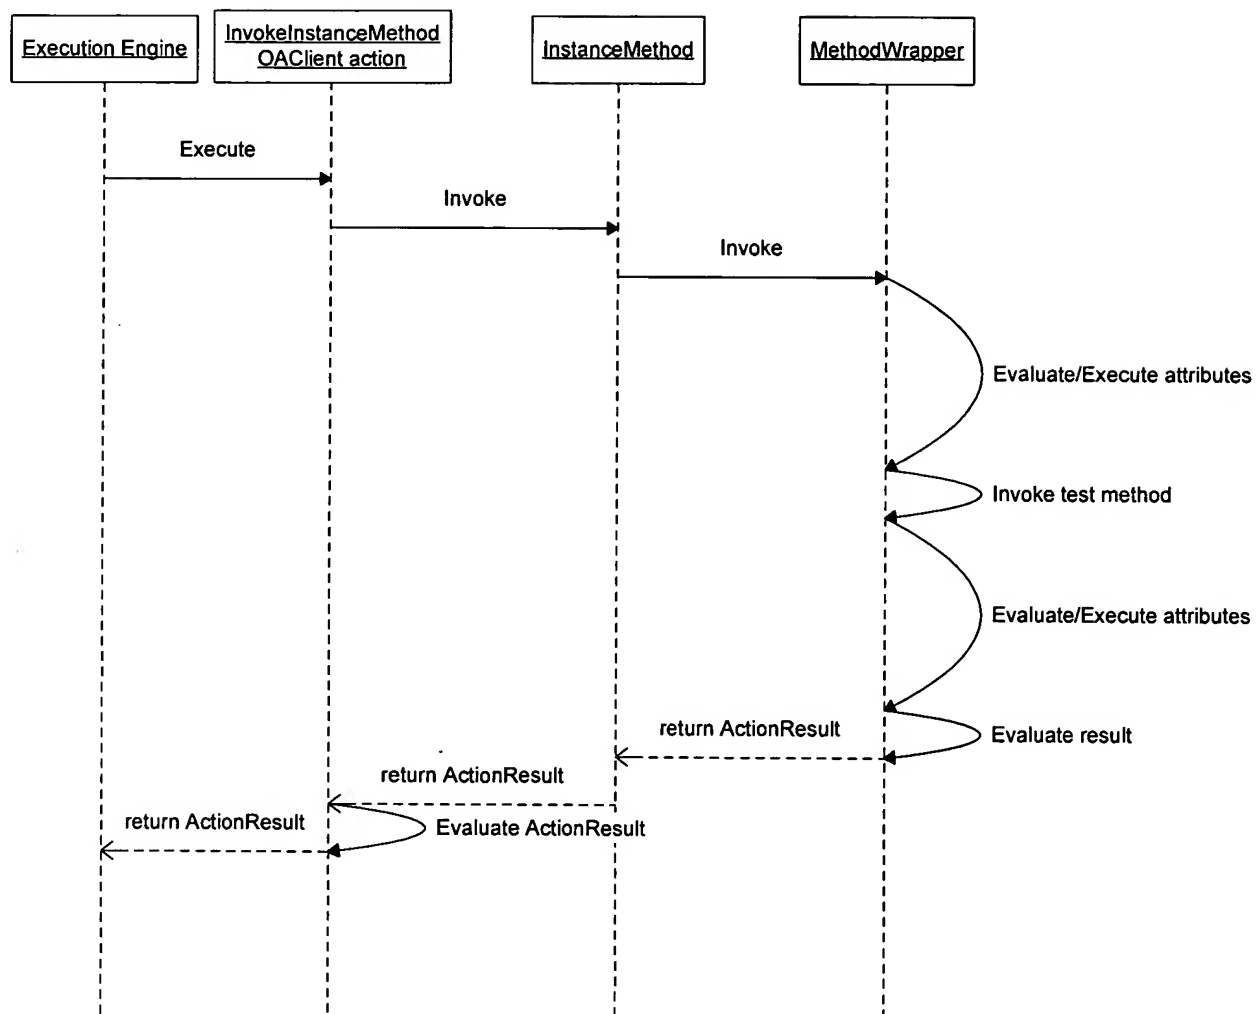 Execution Engine
InvokeInstanceMethod
OAClient action
InstanceMethod
MethodWrapper
Execute
Invoke
Invoke
Evaluate/Execute attributes
Invoke test method
Evaluate/Execute attributes
return ActionResult
Evaluate result
return ActionResult
return ActionResult
Evaluate ActionResult